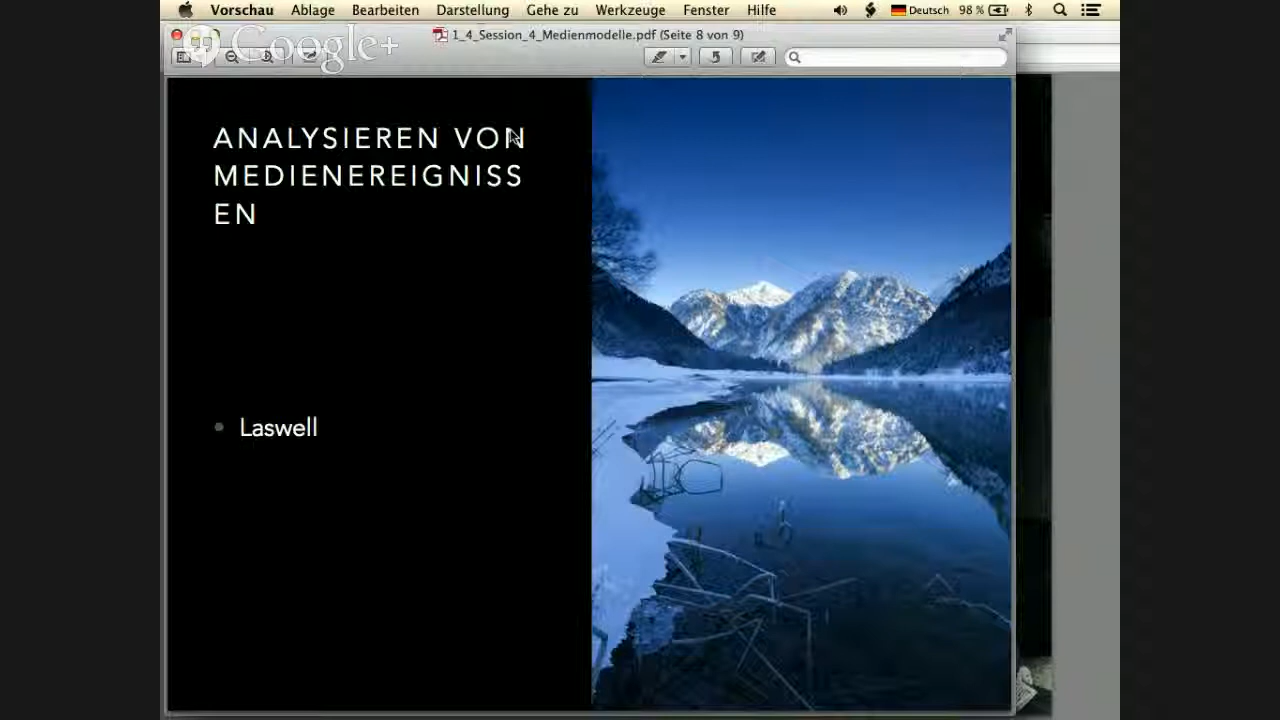 Vorschau Ablage Bearbeiten Darstellung Gehe zu Werkzeuge Fenster Hilfe Deutsch 98 %
1_4_Session_4_Medienmodelle.pdf (Seite 8 von 9)
Google+
ANALYSIEREN VON
MEDIENEREIGNISS
EN
Laswell